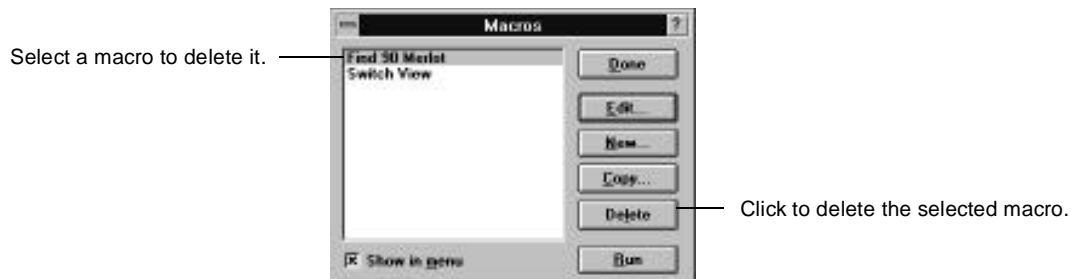 Macros ?
Select a macro to delete it.
Find 90 Merlot
Switch View
Done
Edit...
New...
Copy...
Delete
Click to delete the selected macro.
Show in menu
Run